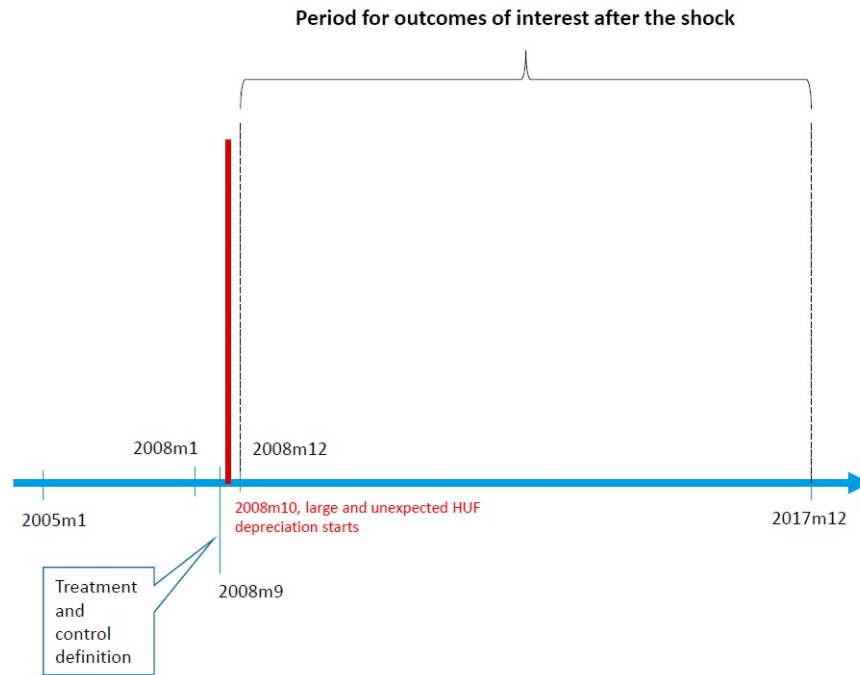 Period for outcomes of interest after the shock
2008m1
2008m12
2005m1
2008m10, large and unexpected HUF
depreciation starts
2017m12
Treatment
and
control
definition
2008m9